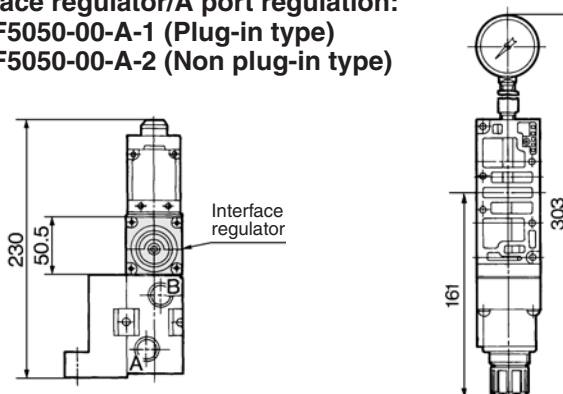 ace regulator/A port regulation:
F5050-00-A-1 (Plug-in type)
F5050-00-A-2 (Non plug-in type)
Interface
regulator
230
50.5
B
A
303
161